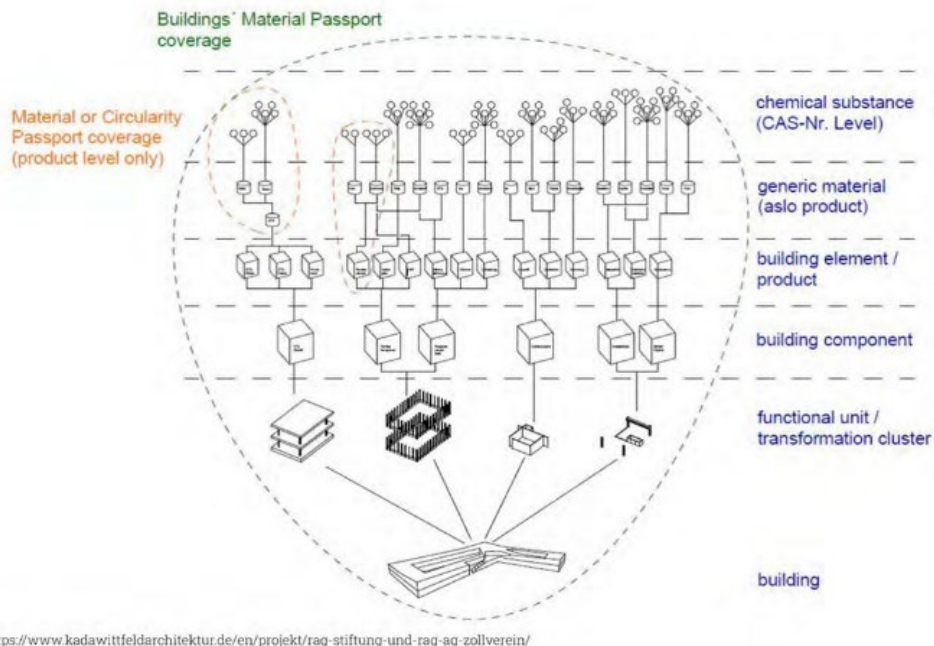 Buildings´ Material Passport
coverage
Material or Circularity
Passport coverage
(product level only)
chemical substance
(CAS-Nr. Level)
generic material
(aslo product)
building element /
product
building component
functional unit /
transformation cluster
building
ps://www.kadawittfeldarchitektur.de/en/projekt/rag-stiftung-und-rag-ag-zollverein/